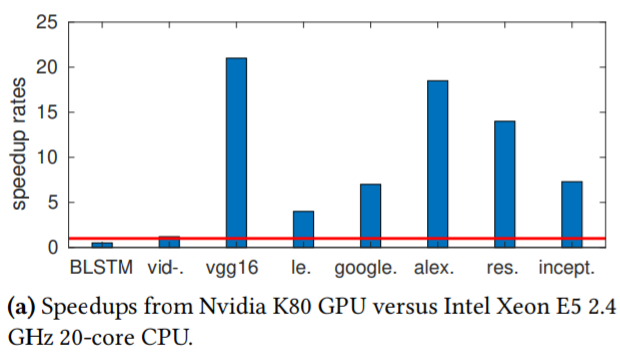 25
20
15
10
5
0
speedup rates
BLSTM vid-. vgg16 le. google. alex. res. incept.
(a) Speedups from Nvidia K80 GPU versus Intel Xeon E5 2.4
GHz 20-core CPU.